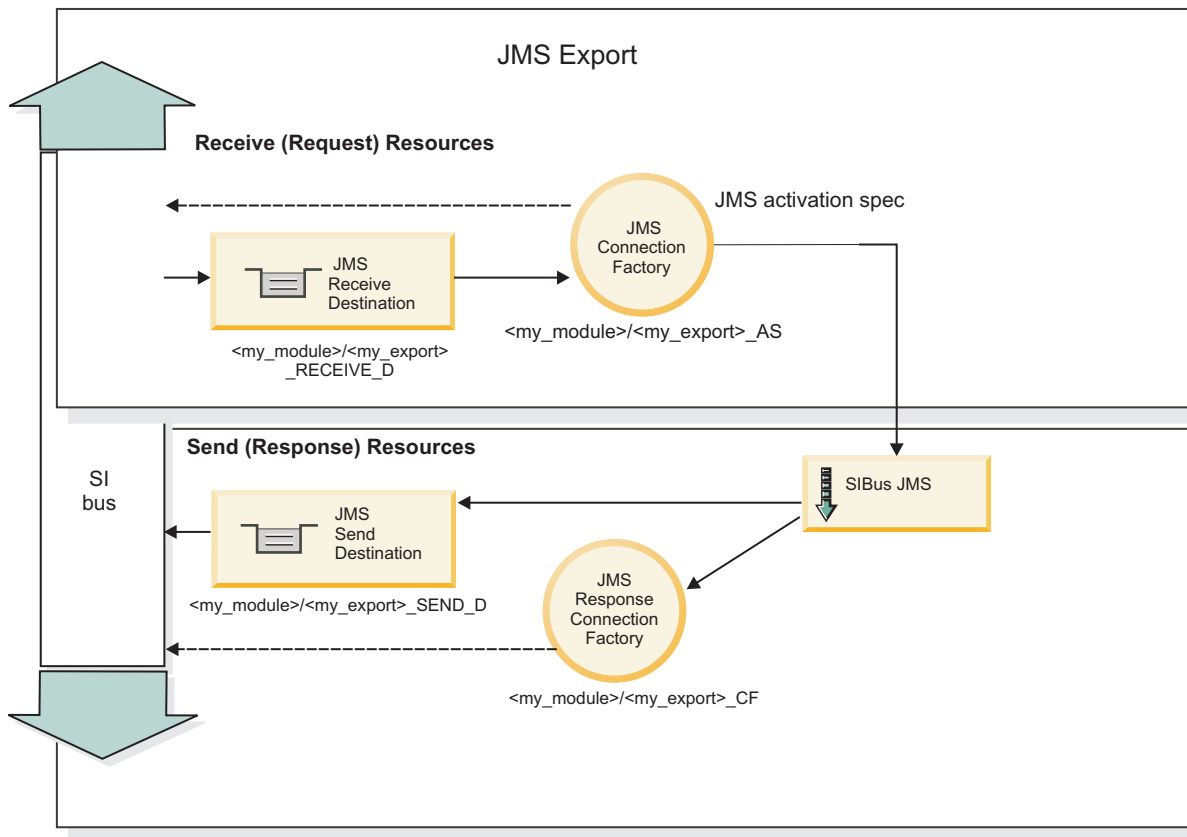 JMS Export
Receive (Request) Resources
JMS activation spec
JMS
Connection
Factory
JMS
Receive
Destination
<my_module>/<my_export>_AS
<my_module>/<my_export>
_RECEIVE_D
Send (Response) Resources
SI
bus
SIBus JMS
JMS
Send
Destination
<my_module>/<my_export>_SEND_D
JMS
Response
Connection
Factory
<my_module>/<my_export>_CF